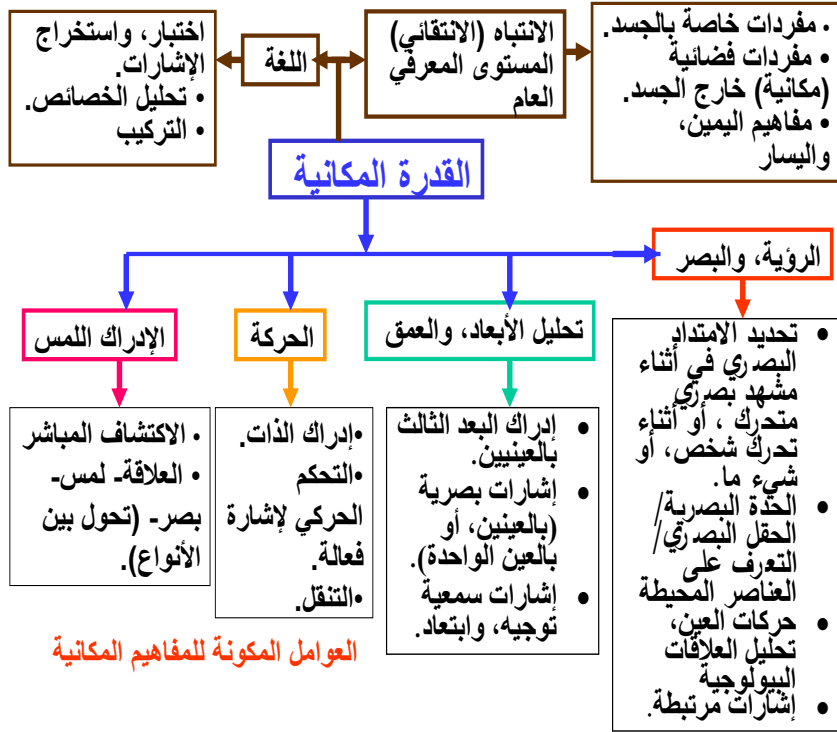 • مفردات خاصة بالجسد.
• مفردات فضائية
(مكانية) خارج الجسد.
• مفاهيم اليمين،
واليسار
الانتباه (الانتقائي)
المستوى المعرفي
العام
اللغة
اختبار، واستخراج
الإشارات.
• تحليل الخصائص.
• التركيب
القدرة المكانية
الرؤية، والبصر
تحليل الأبعاد، والعمق
الحركة
الإدراك اللمس
• تحديد الامتداد
البصري في أثناء
مشهد بصري
متحرك ، أو أثناء
تحرك شخص، أو
شيء ما.
• الحدة البصرية/
الحقل البصري/
التعرف على
العناصر المحيطة
• حركات العين،
تحليل العلاقات
البيولوجية
• إشارات مرتبطة.
• إدراك البعد الثالث
بالعينيين.
• إشارات بصرية
(بالعينين، أو
بالعين الواحدة).
• إشارات سمعية
توجيه، وابتعاد.
•إدراك الذات.
•التحكم
الحركي لإشارة
فعالة.
•التنقل.
• الاكتشاف المباشر
• العلاقة- لمس-
بصر- (تحول بين
الأنواع).
العوامل المكونة للمفاهيم المكانية